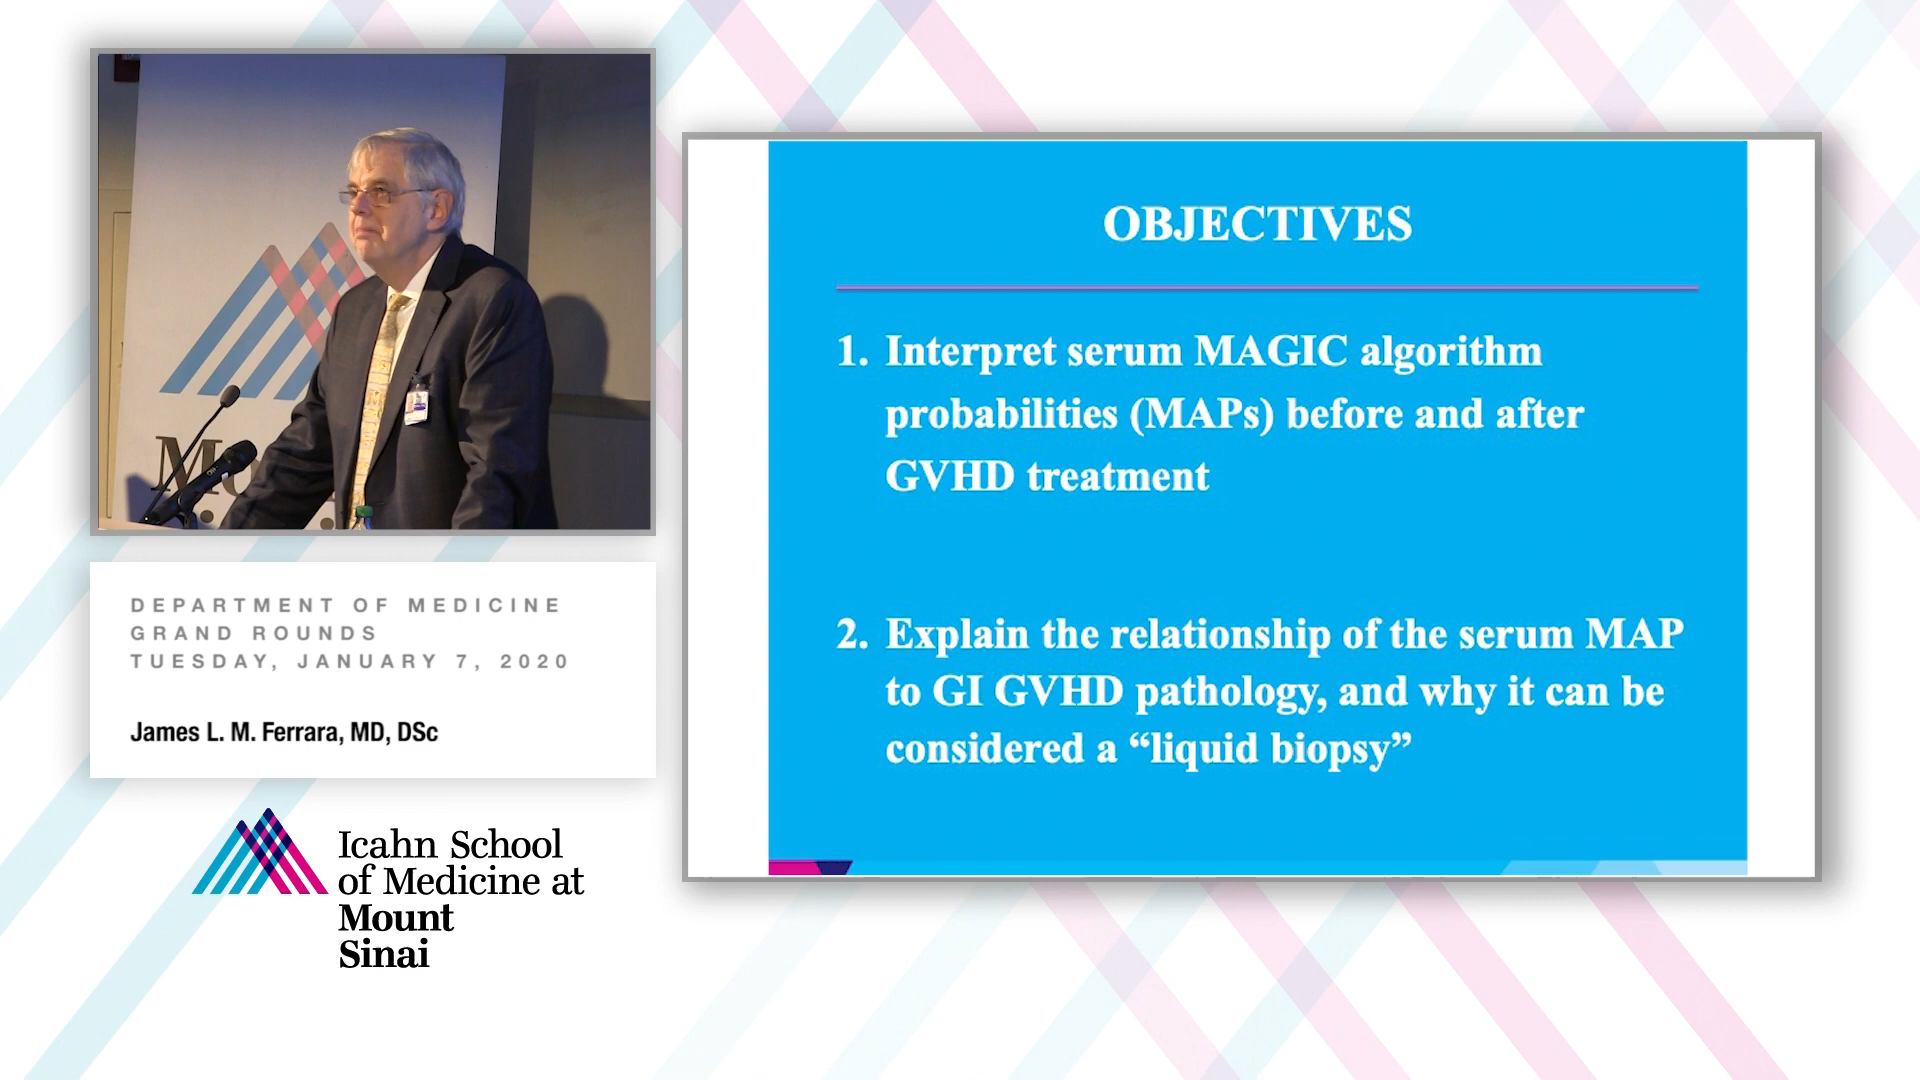 DEPARTMENT OF MEDICINE
GRAND ROUNDS
TUESDAY, JANUARY 7, 2020
James L. M. Ferrara, MD, DSc
Icahn School
of Medicine at
Mount
Sinai
OBJECTIVES
1. Interpret serum MAGIC algorithm
probabilities (MAPs) before and after
GVHD treatment
2. Explain the relationship of the serum MAP
to GI GVHD pathology, and why it can be
considered a “liquid biopsy”